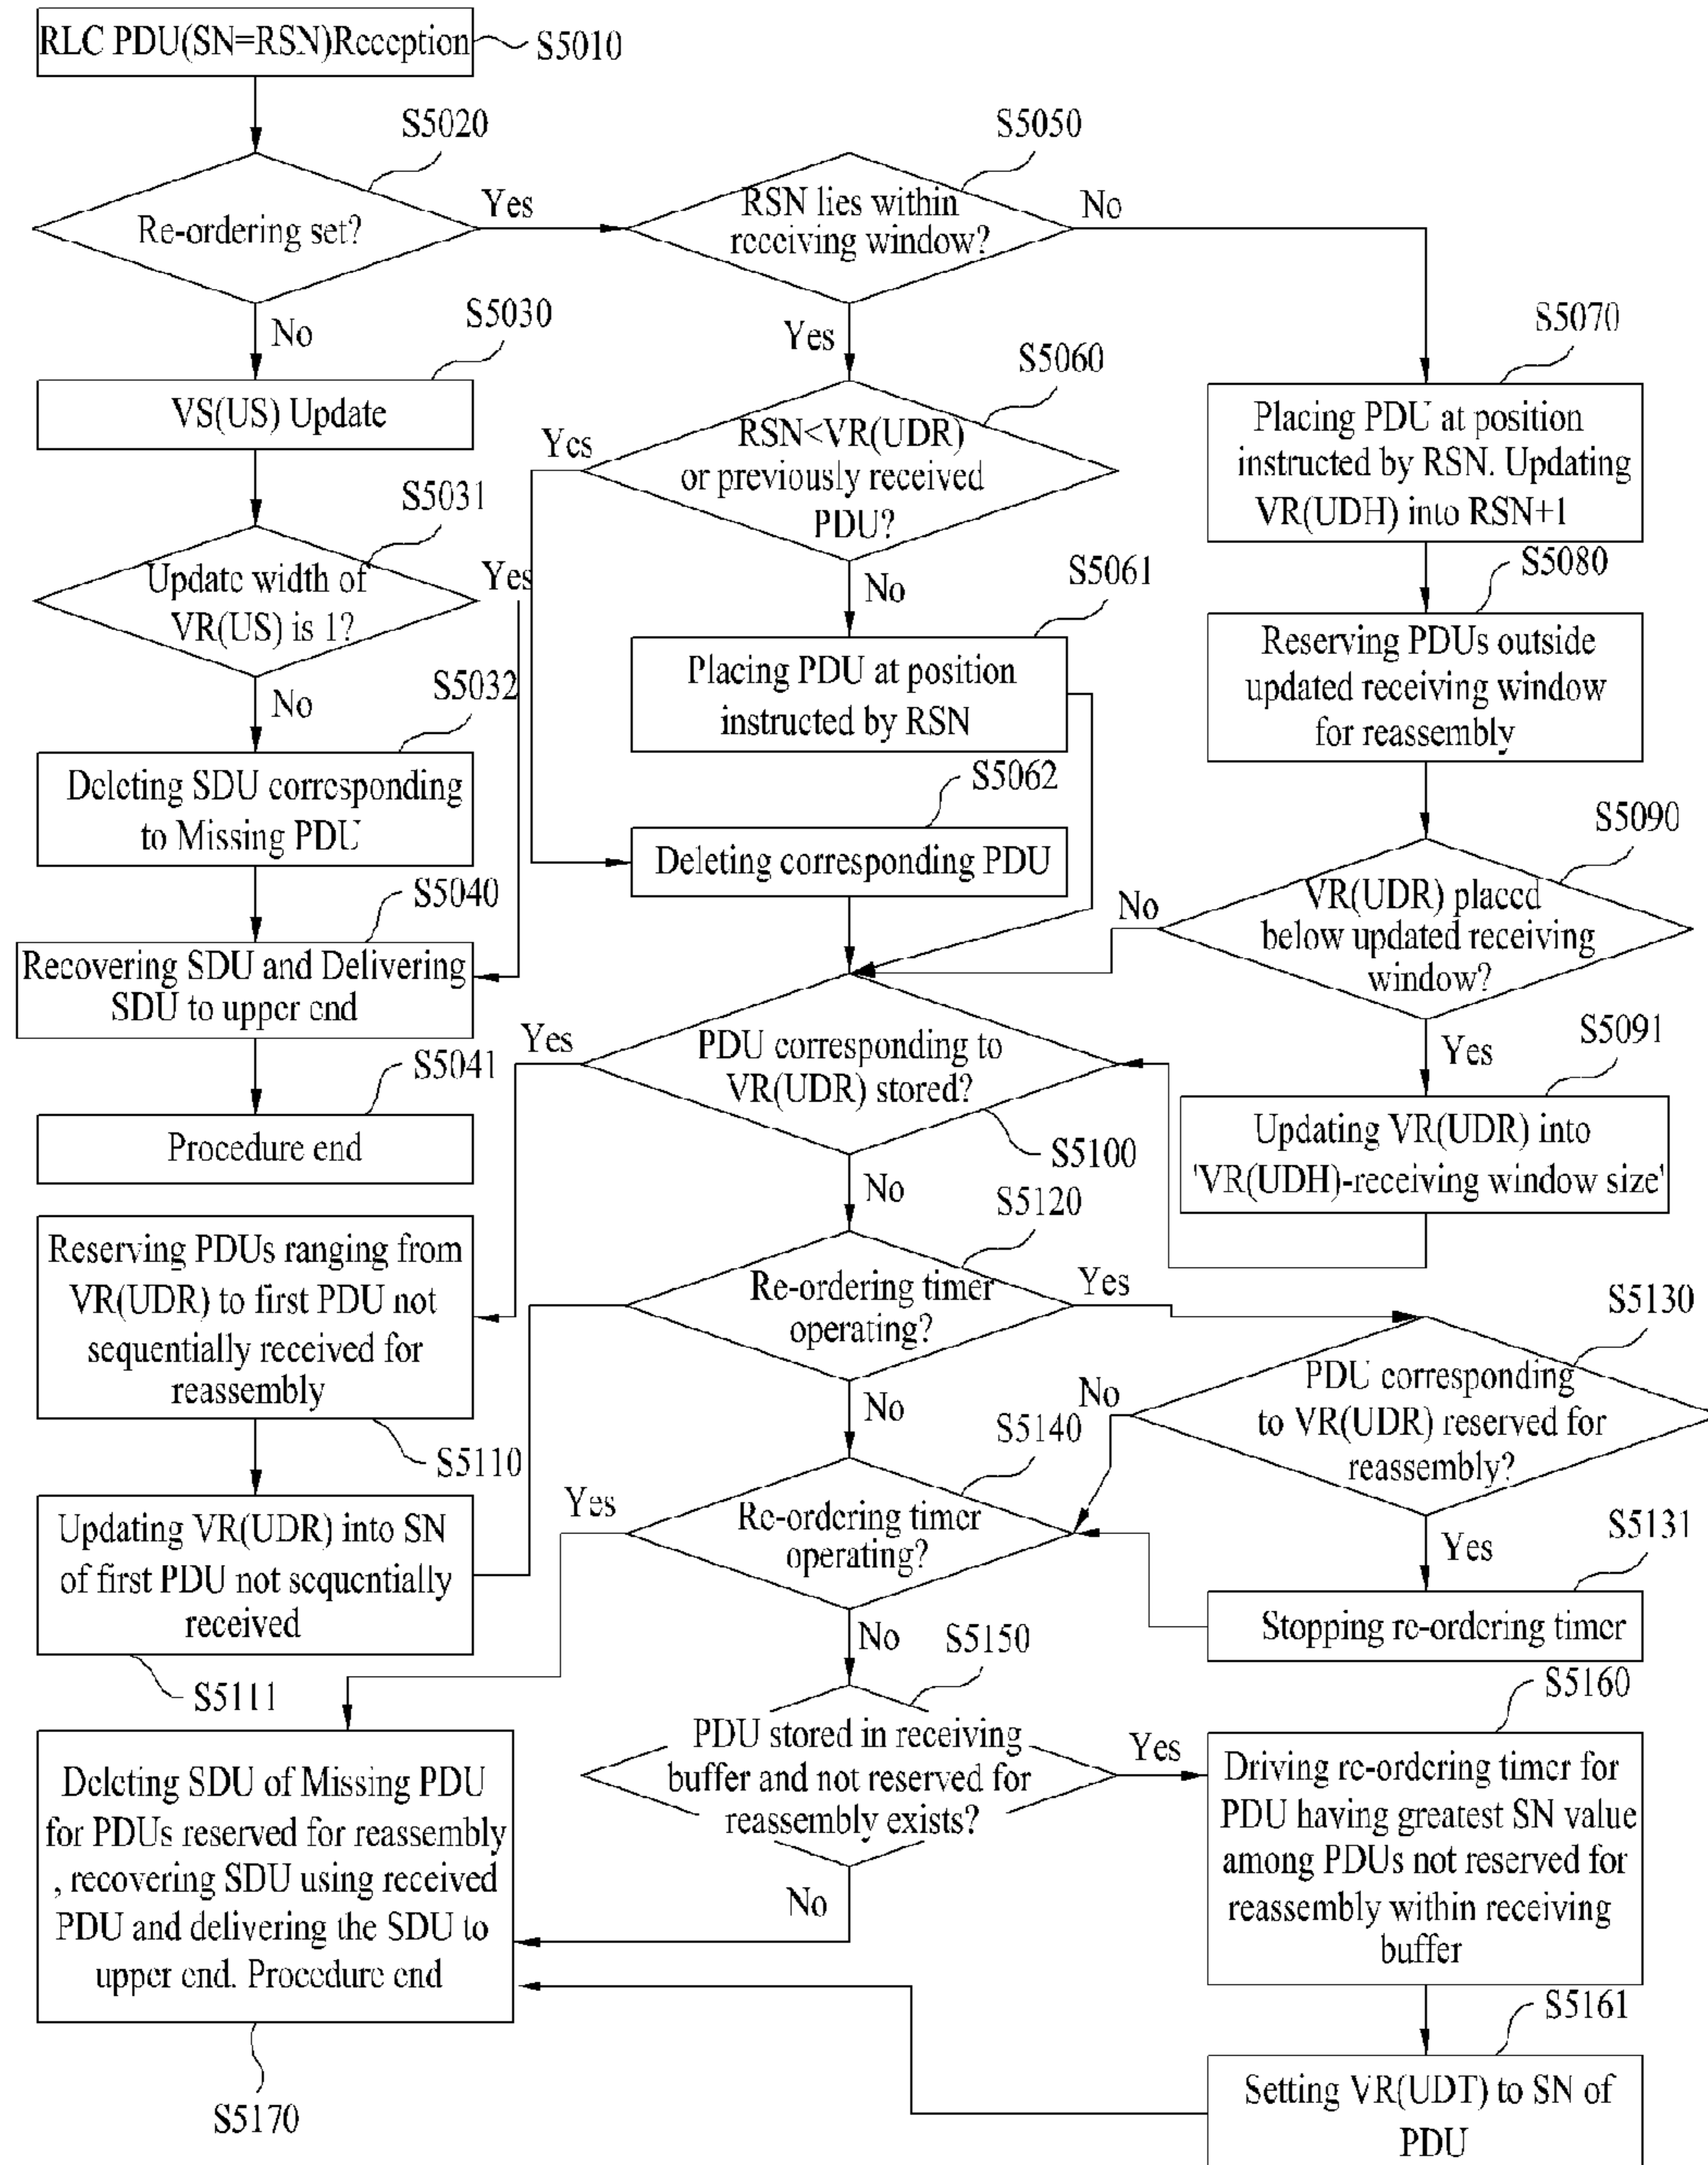 RLC PDU(SN=RSN)Reception
S5010
S5020
Re-ordering set?
Yes
No
S5030
VS(US) Update
S5031
Update width of
VR(US) is 1?
Yes
No
S5032
Deleting SDU corresponding
to Missing PDU
S5040
Recovering SDU and Delivering
SDU to upper end
S5041
Procedure end
S5050
RSN lies within
receiving window?
No
Yes
S5060
RSN<VR(UDR)
or previously received
PDU?
Yes
No
S5061
Placing PDU at position
instructed by RSN
S5062
Deleting corresponding PDU
S5070
Placing PDU at position
instructed by RSN. Updating
VR(UDH) into RSN+1
S5080
Reserving PDUs outside
updated receiving window
for reassembly
S5090
VR(UDR) placed
below updated receiving
window?
No
Yes
S5091
Updating VR(UDR) into
'VR(UDH)-receiving window size'
PDU corresponding to
VR(UDR) stored?
Yes
S5100
No
Reserving PDUs ranging from
VR(UDR) to first PDU not
sequentially received for
reassembly
S5110
Updating VR(UDR) into SN
of first PDU not sequentially
received
S5111
S5120
Re-ordering timer
operating?
Yes
No
S5130
PDU corresponding
to VR(UDR) reserved for
reassembly?
No
Yes
S5131
Stopping re-ordering timer
S5140
Re-ordering timer
operating?
Yes
No
S5150
PDU stored in receiving
buffer and not reserved for
reassembly exists?
Yes
No
S5160
Driving re-ordering timer for
PDU having greatest SN value
among PDUs not reserved for
reassembly within receiving
buffer
S5161
Setting VR(UDT) to SN of
PDU
Deleting SDU of Missing PDU
for PDUs reserved for reassembly
, recovering SDU using received
PDU and delivering the SDU to
upper end. Procedure end
S5170